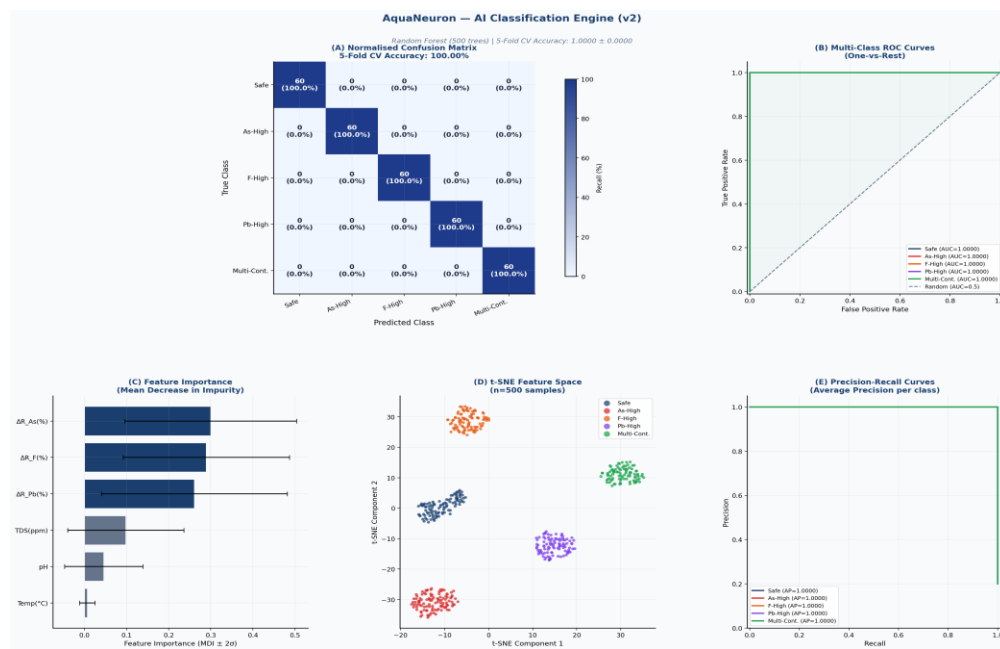 AquaNeuron — AI Classification Engine (v2)
Random Forest (500 trees) | 5-Fold CV Accuracy: 1.0000 ± 0.0000
(A) Normalised Confusion Matrix
5-Fold CV Accuracy: 100.00%
True Class
Safe
As-High
F-High
Pb-High
Multi-Cont.
60 0 0 0 0
(100.0%) (0.0%) (0.0%) (0.0%) (0.0%)
0 60 0 0 0
(0.0%) (100.0%) (0.0%) (0.0%) (0.0%)
0 0 60 0 0
(0.0%) (0.0%) (100.0%) (0.0%) (0.0%)
0 0 0 60 0
(0.0%) (0.0%) (0.0%) (100.0%) (0.0%)
0 0 0 0 60
(0.0%) (0.0%) (0.0%) (0.0%) (100.0%)
Safe As-High F-High Pb-High Multi-Cont.
Predicted Class
100
80
60
40
20
0
Recall (%)
(B) Multi-Class ROC Curves
(One-vs-Rest)
True Positive Rate
1.0
0.8
0.6
0.4
0.2
0.0
Safe (AUC=1.0000)
As-High (AUC=1.0000)
F-High (AUC=1.0000)
Pb-High (AUC=1.0000)
Multi-Cont. (AUC=1.0000)
Random (AUC=0.5)
0.0 0.2 0.4 0.6 0.8
False Positive Rate
(C) Feature Importance
(Mean Decrease in Impurity)
ΔR_As(%)
ΔR_F(%)
ΔR_Pb(%)
TDS(ppm)
pH
Temp(°C)
0.0 0.1 0.2 0.3 0.4 0.5
Feature Importance (MDI ± 2σ)
(D) t-SNE Feature Space
(n=500 samples)
t-SNE Component 2
30
20
10
0
−10
−20
−30
Safe
As-High
F-High
Pb-High
Multi-Cont.
−20 −10 0 10 20 30
t-SNE Component 1
(E) Precision-Recall Curves
(Average Precision per class)
Precision
1.0
0.8
0.6
0.4
0.2
0.0
Safe (AP=1.0000)
As-High (AP=1.0000)
F-High (AP=1.0000)
Pb-High (AP=1.0000)
Multi-Cont. (AP=1.0000)
0.0 0.2 0.4 0.6 0.8 1.0
Recall